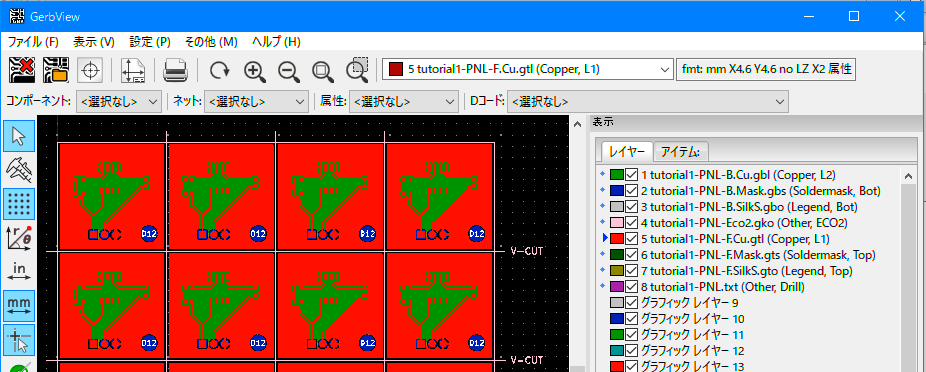 GerbView
ファイル (F) 表示 (V) 設定 (P) その他 (M) ヘルプ (H)
5 tutorial1-PNL-F.Cu.gtl (Copper, L1) fmt: mm X4.6 Y4.6 no LZ X2 属性
コンポーネント: <選択なし> ネット: <選択なし> 属性: <選択なし> Dコード: <選択なし>
表示
レイヤー アイテム:
1 tutorial1-PNL-B.Cu.gbl (Copper, L2)
2 tutorial1-PNL-B.Mask.gbs (Soldermask, Bot)
3 tutorial1-PNL-B.SilkS.gbo (Legend, Bot)
4 tutorial1-PNL-Eco2.gko (Other, ECO2)
5 tutorial1-PNL-F.Cu.gtl (Copper, L1)
6 tutorial1-PNL-F.Mask.gts (Soldermask, Top)
7 tutorial1-PNL-F.SilkS.gto (Legend, Top)
8 tutorial1-PNL.txt (Other, Drill)
グラフィック レイヤー 9
グラフィック レイヤー 10
グラフィック レイヤー 11
グラフィック レイヤー 12
グラフィック レイヤー 13
r θ
in
mm
D12 D12 D12 D12
V-CUT
D12 D12 D12 D12
V-CUT